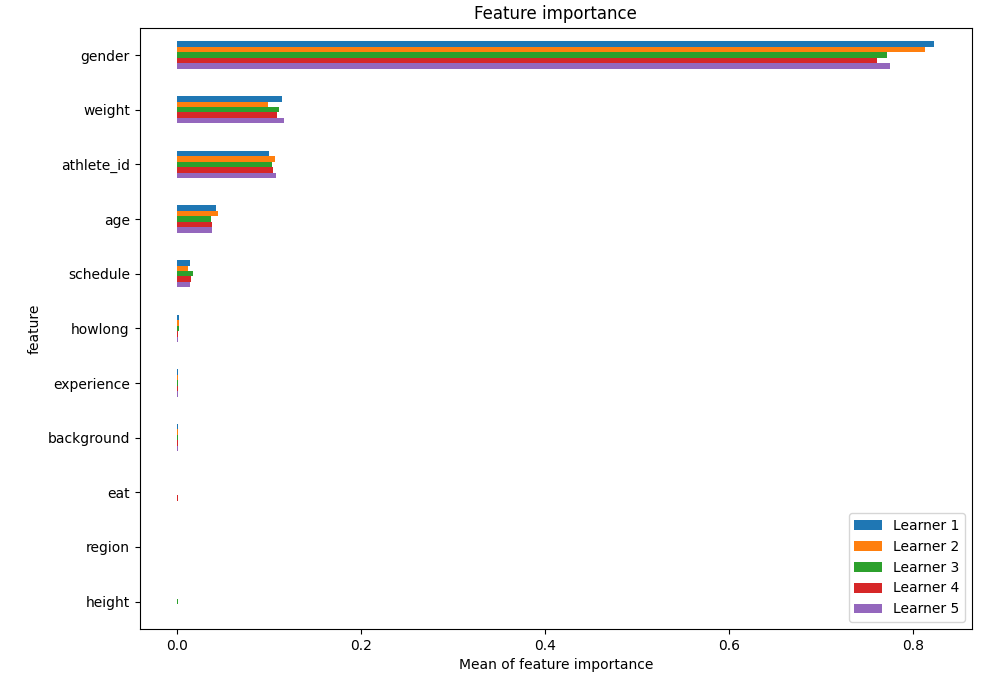 Feature importance
gender
weight
athlete_id
age
schedule
howlong
experience
background
eat
region
height
feature
Learner 1
Learner 2
Learner 3
Learner 4
Learner 5
0.0 0.2 0.4 0.6 0.8
Mean of feature importance